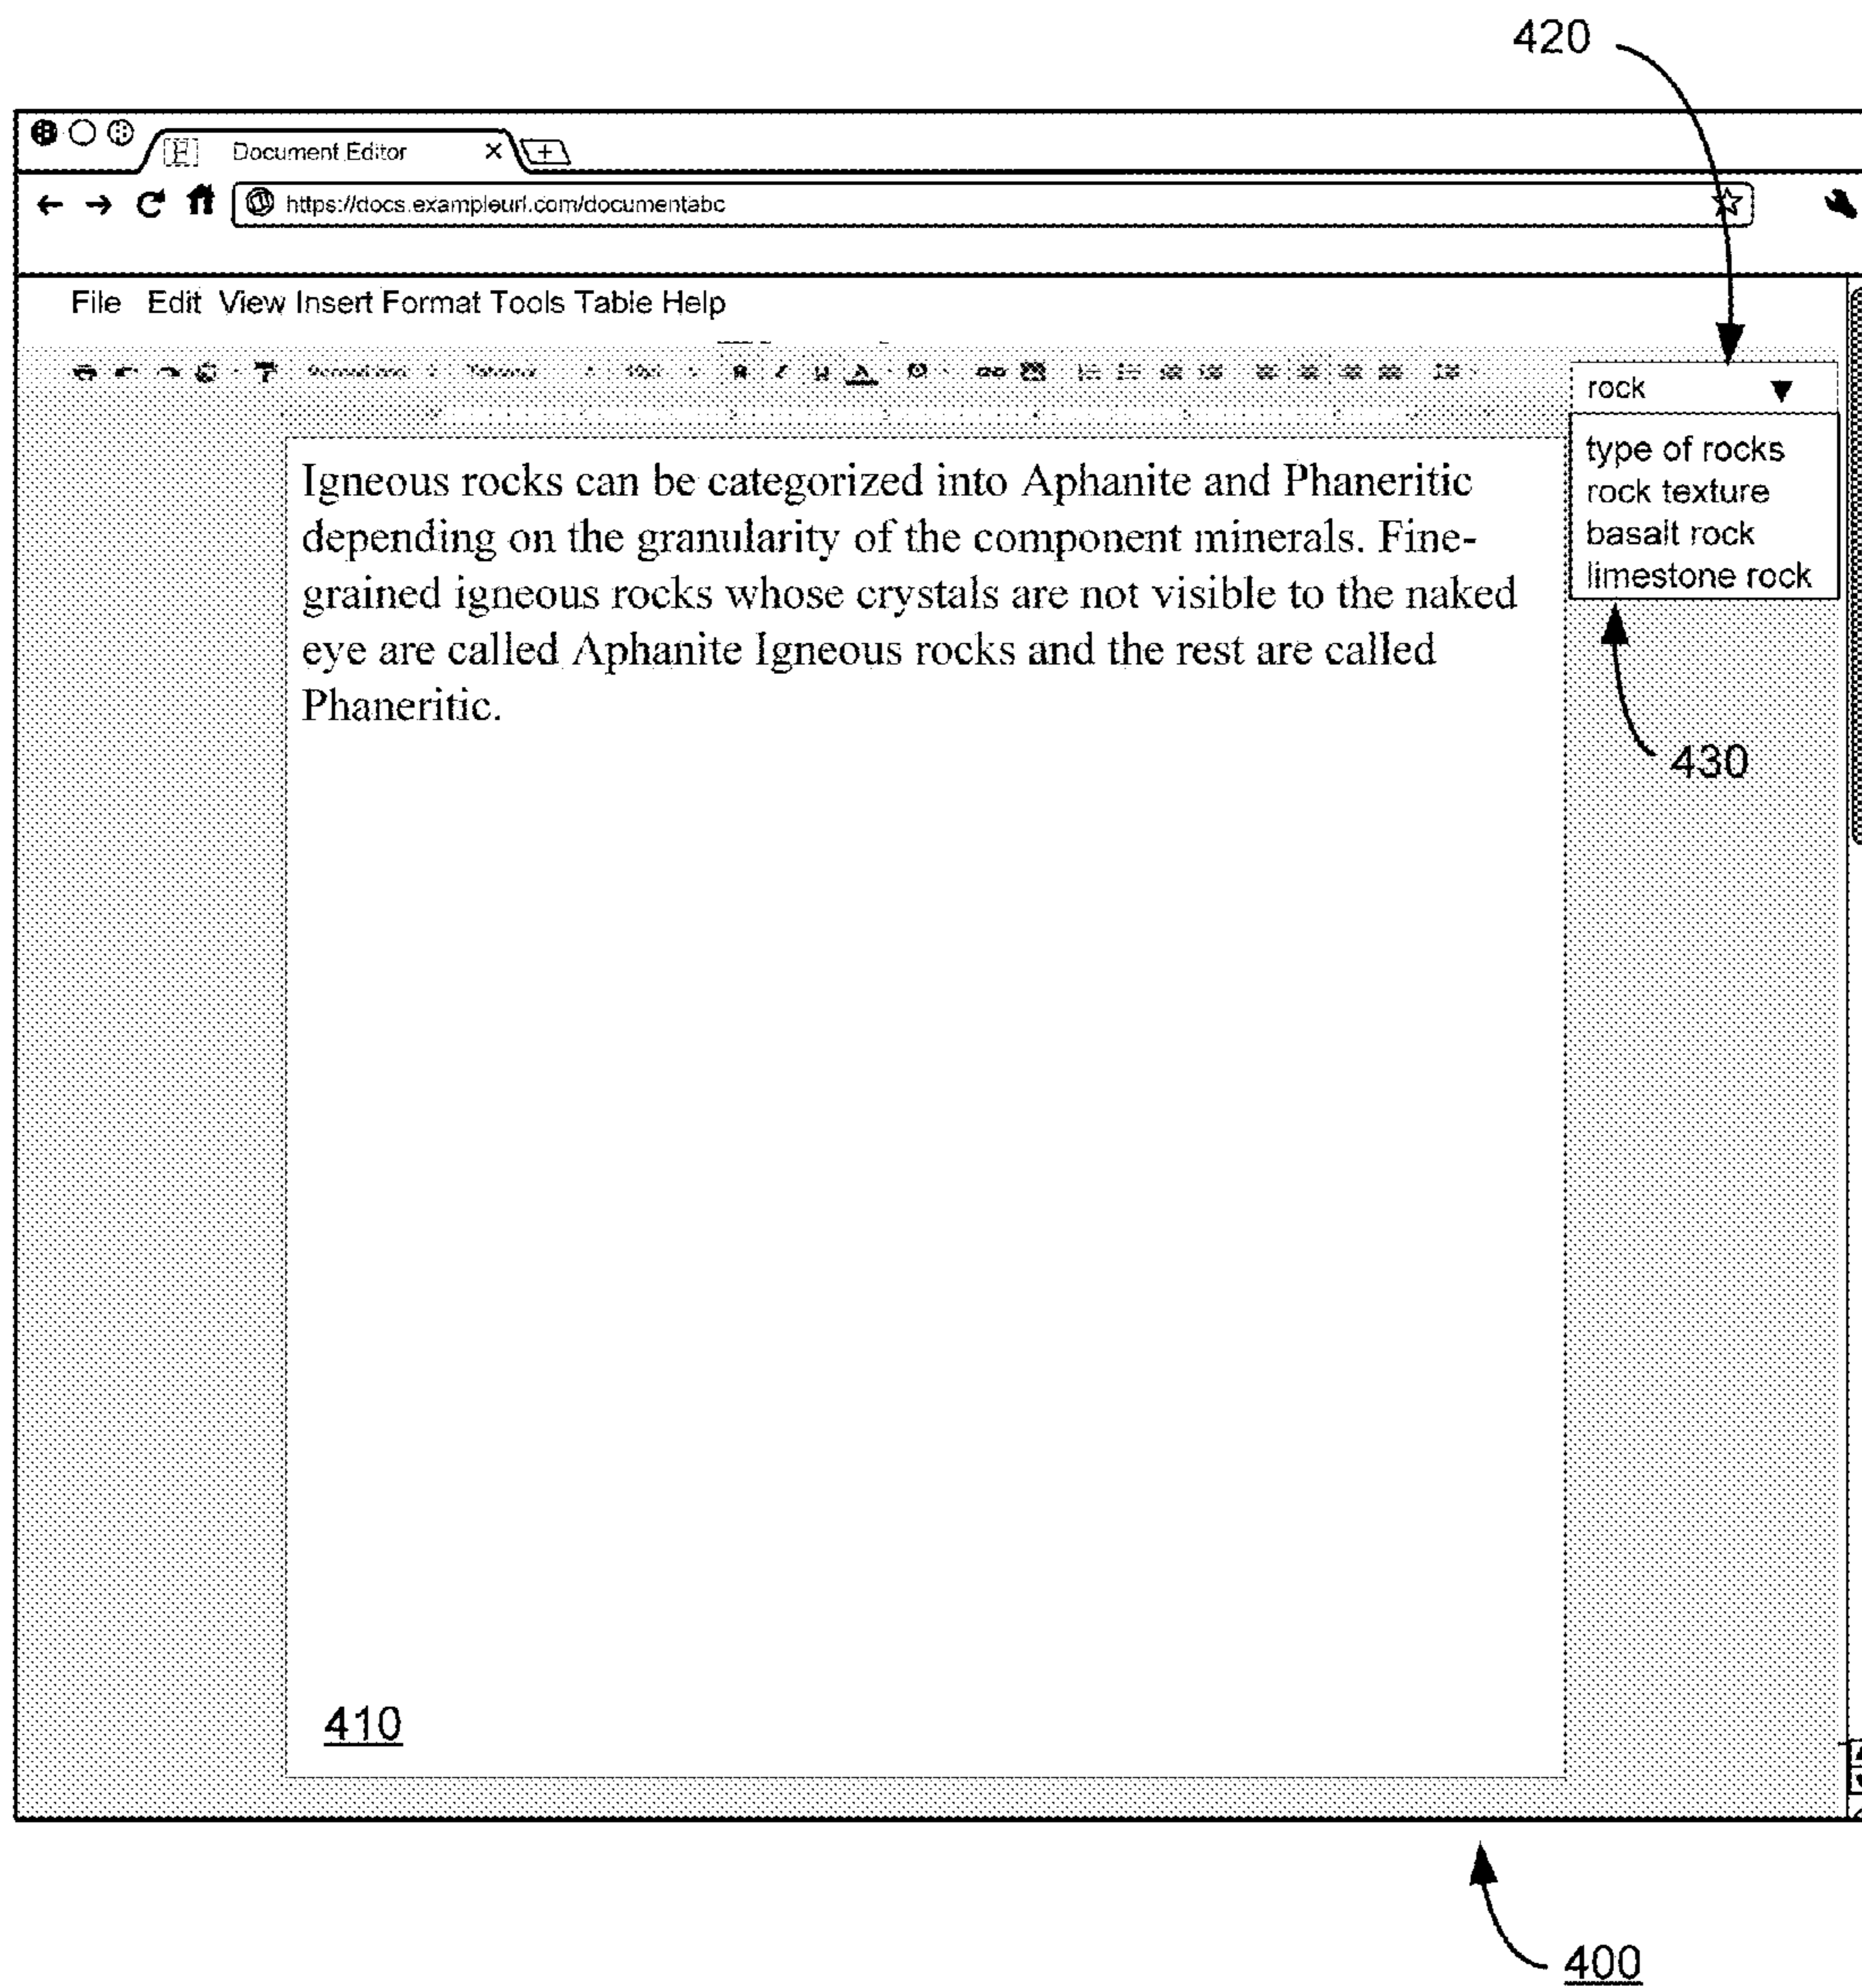 420
Document Editor
https://docs.exampleurl.com/documentabc
File Edit View Insert Format Tools Table Help
rock
type of rocks
rock texture
basalt rock
limestone rock
Igneous rocks can be categorized into Aphanite and Phaneritic
depending on the granularity of the component minerals. Fine-
grained igneous rocks whose crystals are not visible to the naked
eye are called Aphanite Igneous rocks and the rest are called
Phaneritic.
430
410
400